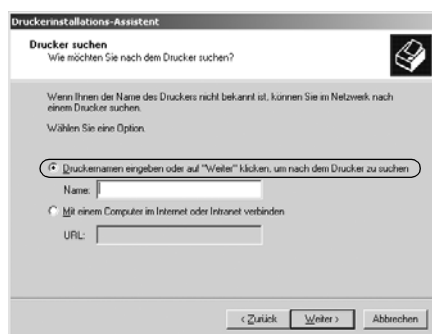 Druckerinstallations-Assistent
Drucker suchen
Wie möchten Sie nach dem Drucker suchen?
Wenn Ihnen der Name des Druckers nicht bekannt ist, können Sie im Netzwerk nach
einem Drucker suchen.
Wählen Sie eine Option.
Druckernamen eingeben oder auf "Weiter" klicken, um nach dem Drucker zu suchen
Name:
Mit einem Computer im Internet oder Intranet verbinden
URL:
< Zurück Weiter > Abbrechen